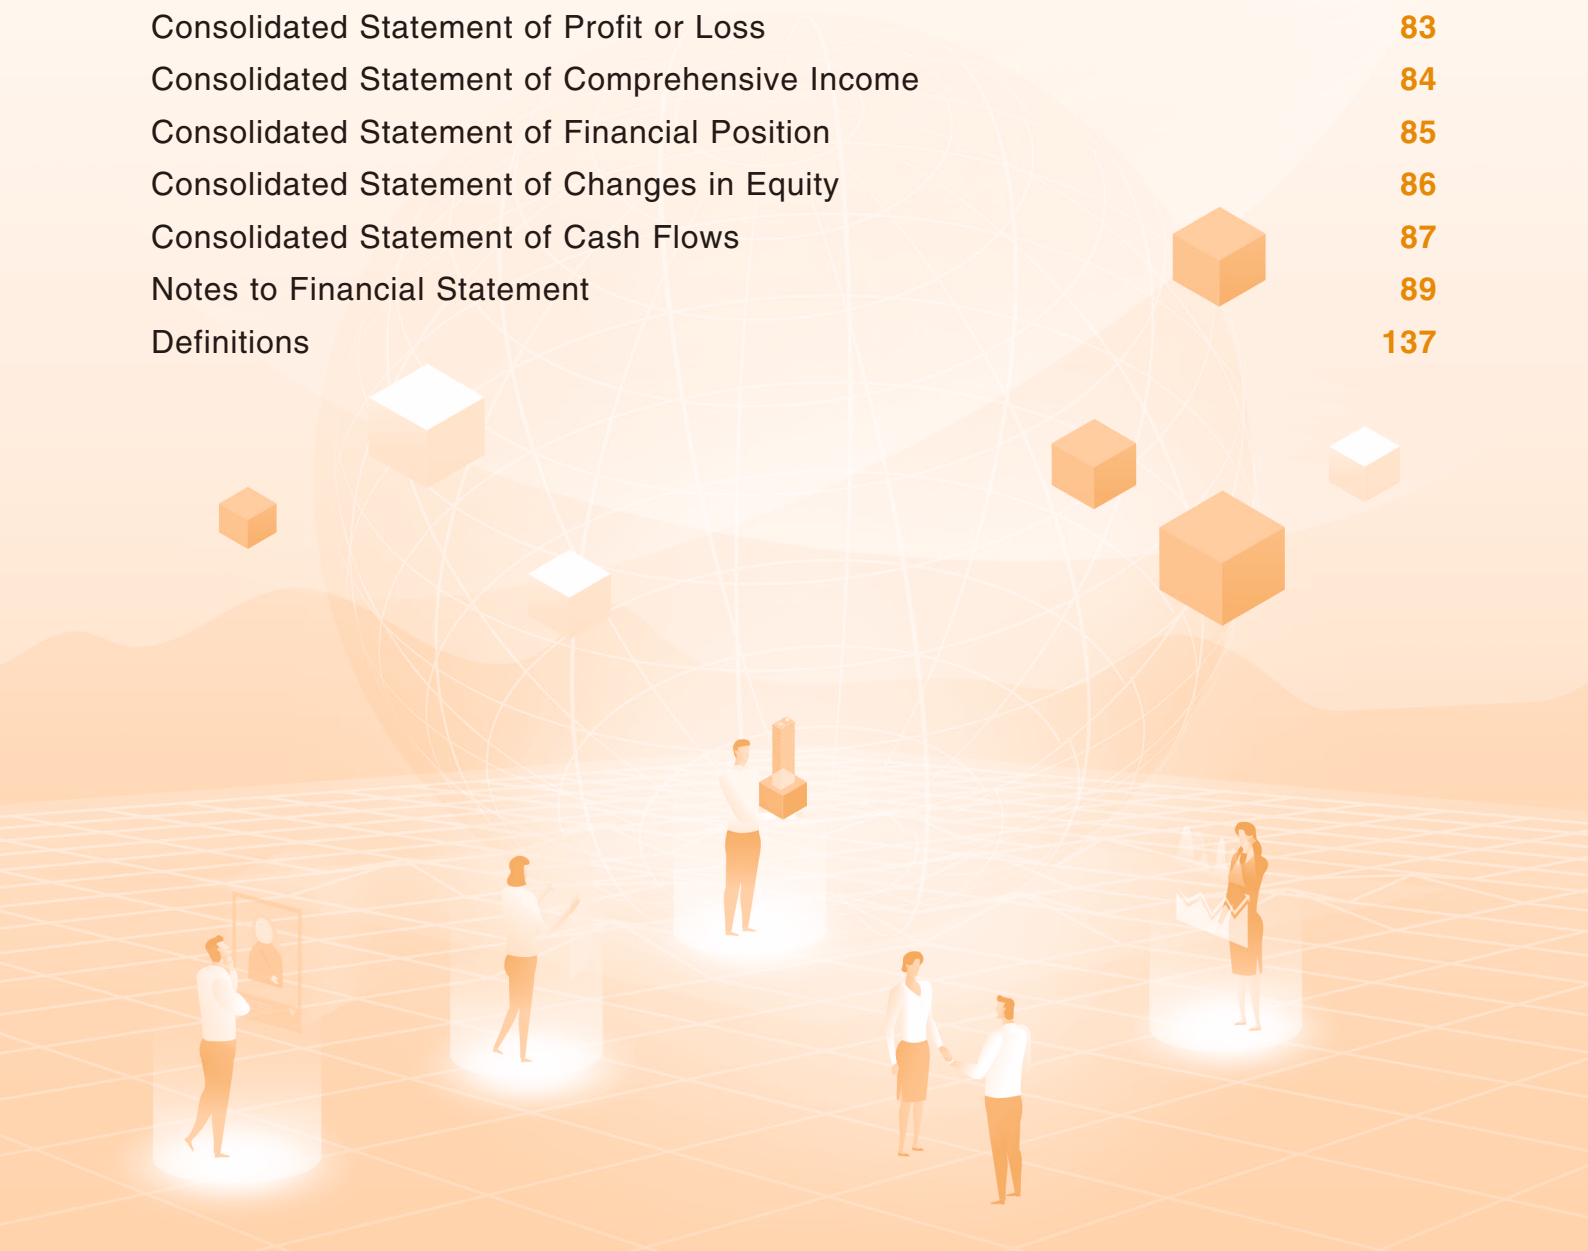 Consolidated Statement of Profit or Loss 83
Consolidated Statement of Comprehensive Income 84
Consolidated Statement of Financial Position 85
Consolidated Statement of Changes in Equity 86
Consolidated Statement of Cash Flows 87
Notes to Financial Statement 89
Definitions 137